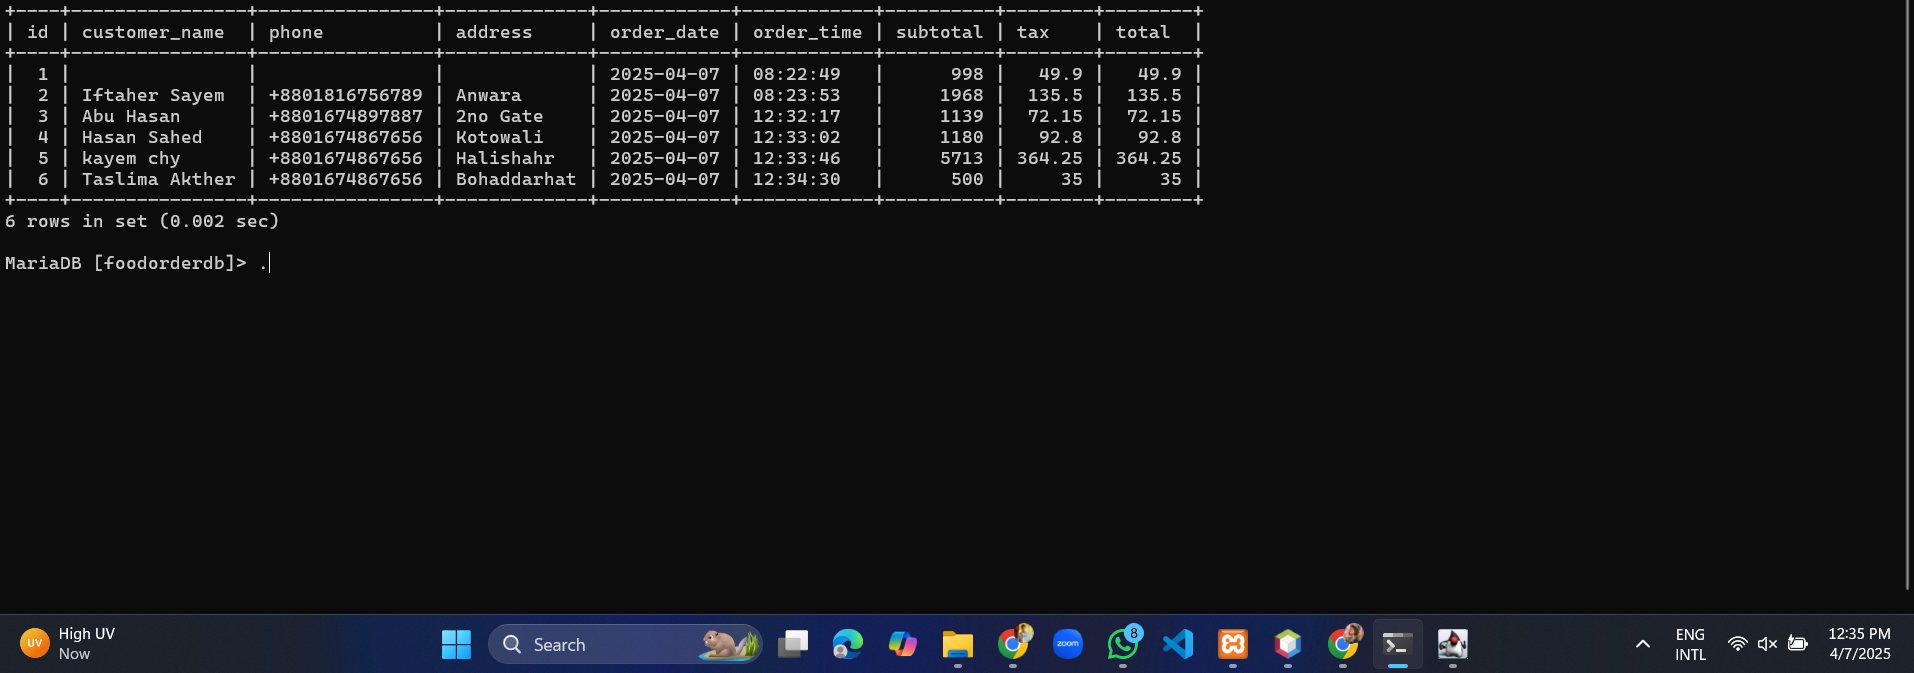 +----+----------------+----------------+-------------+------------+------------+----------+--------+--------+
| id | customer_name  | phone          | address     | order_date | order_time | subtotal | tax    | total  |
+----+----------------+----------------+-------------+------------+------------+----------+--------+--------+
|  1 |                |                |             | 2025-04-07 | 08:22:49   |      998 |   49.9 |   49.9 |
|  2 | Iftaher Sayem  | +8801816756789 | Anwara      | 2025-04-07 | 08:23:53   |     1968 |  135.5 |  135.5 |
|  3 | Abu Hasan      | +8801674897887 | 2no Gate    | 2025-04-07 | 12:32:17   |     1139 |  72.15 |  72.15 |
|  4 | Hasan Sahed    | +8801674867656 | Kotowali    | 2025-04-07 | 12:33:02   |     1180 |   92.8 |   92.8 |
|  5 | kayem chy      | +8801674867656 | Halishahr   | 2025-04-07 | 12:33:46   |     5713 | 364.25 | 364.25 |
|  6 | Taslima Akther | +8801674867656 | Bohaddarhat | 2025-04-07 | 12:34:30   |      500 |     35 |     35 |
+----+----------------+----------------+-------------+------------+------------+----------+--------+--------+
6 rows in set (0.002 sec)
MariaDB [foodorderdb]> .
UV
High UV
Now
Search
zoom
8
ENG
INTL
12:35 PM
4/7/2025